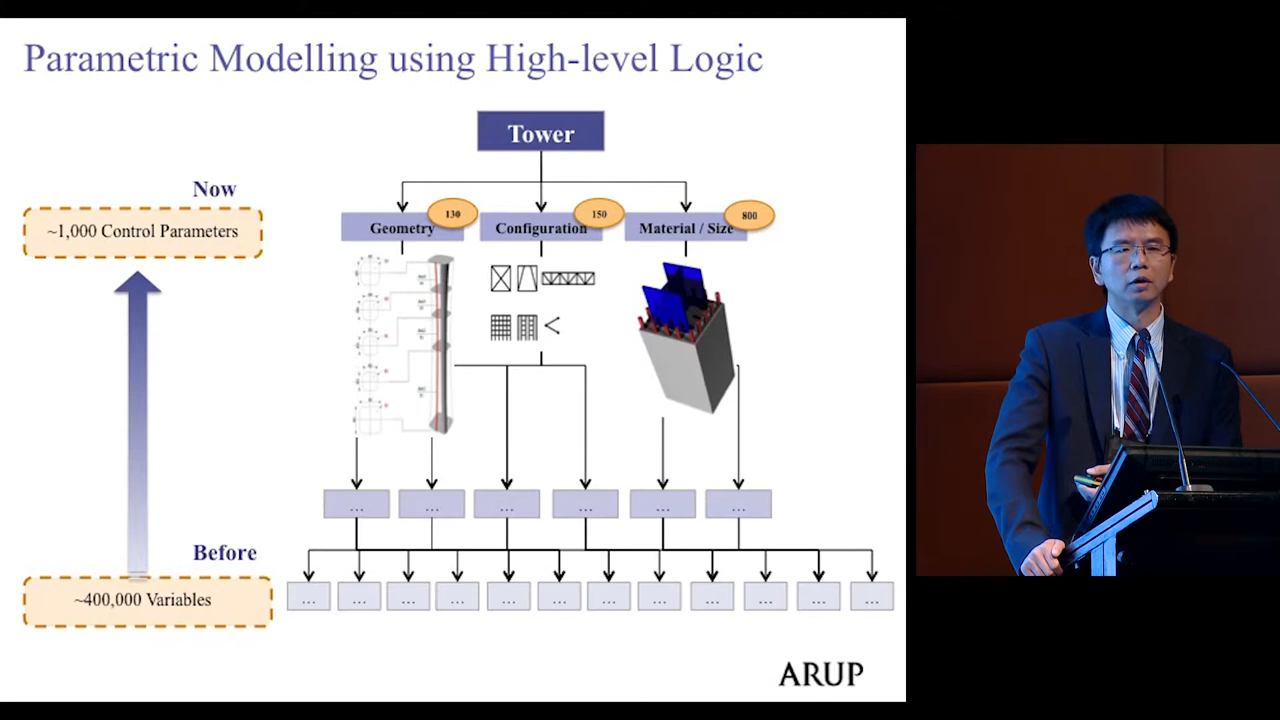 Parametric Modelling using High-level Logic
Tower
Now
~1,000 Control Parameters
130
150
800
Geometry
Configuration
Material / Size
... ... ... ... ... ...
Before
~400,000 Variables
... ... ... ... ... ... ... ... ... ... ... ...
ARUP